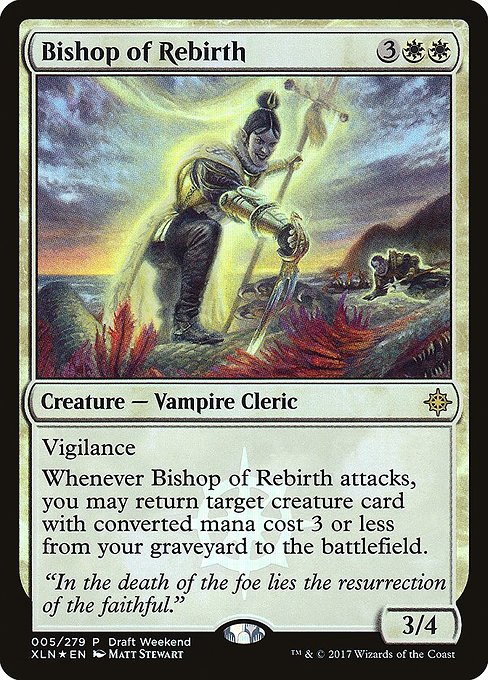 Bishop of Rebirth 3
Creature — Vampire Cleric
Vigilance
Whenever Bishop of Rebirth attacks,
you may return target creature card
with converted mana cost 3 or less
from your graveyard to the battlefield.
“In the death of the foe lies the resurrection
of the faithful.”
3/4
005/279 P Draft Weekend
XLN★EN Matt Stewart
™ & © 2017 Wizards of the Coast